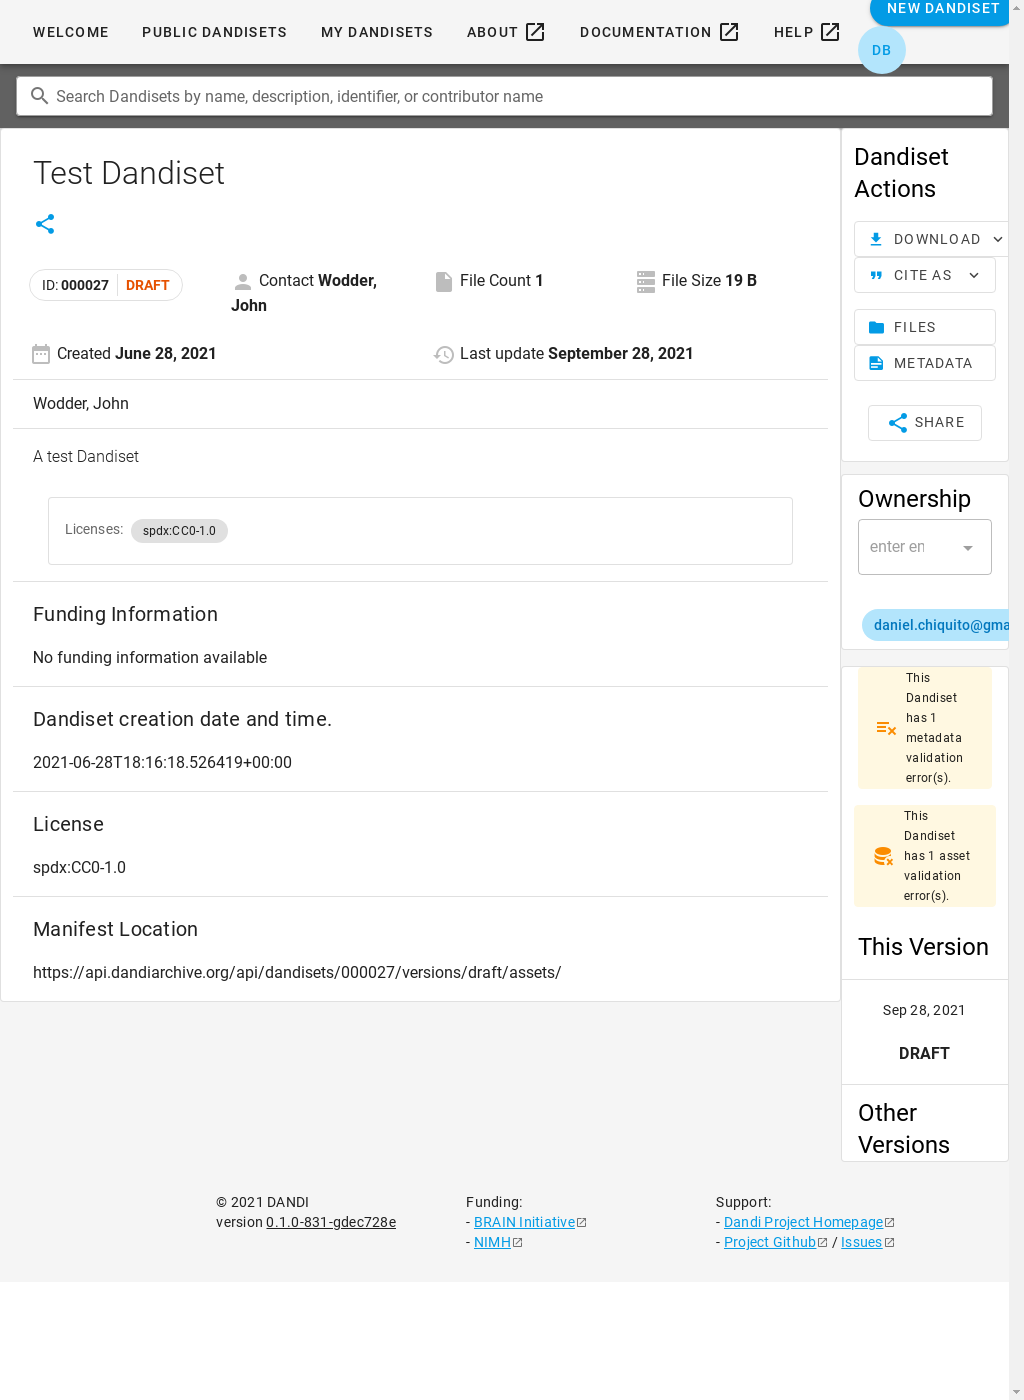 WELCOME PUBLIC DANDISETS MY DANDISETS ABOUT DOCUMENTATION HELP NEW DANDISET
DB
Search Dandisets by name, description, identifier, or contributor name
Test Dandiset
ID: 000027 DRAFT
Contact Wodder, John
File Count 1
File Size 19 B
Created June 28, 2021
Last update September 28, 2021
Wodder, John
A test Dandiset
Licenses: spdx:CC0-1.0
Funding Information
No funding information available
Dandiset creation date and time.
2021-06-28T18:16:18.526419+00:00
License
spdx:CC0-1.0
Manifest Location
https://api.dandiarchive.org/api/dandisets/000027/versions/draft/assets/
Dandiset
Actions
DOWNLOAD
CITE AS
FILES
METADATA
SHARE
Ownership
enter en
daniel.chiquito@gma
This
Dandiset
has 1
metadata
validation
error(s).
This
Dandiset
has 1 asset
validation
error(s).
This Version
Sep 28, 2021
DRAFT
Other
Versions
© 2021 DANDI
version 0.1.0-831-gdec728e
Funding:
- BRAIN Initiative
- NIMH
Support:
- Dandi Project Homepage
- Project Github / Issues